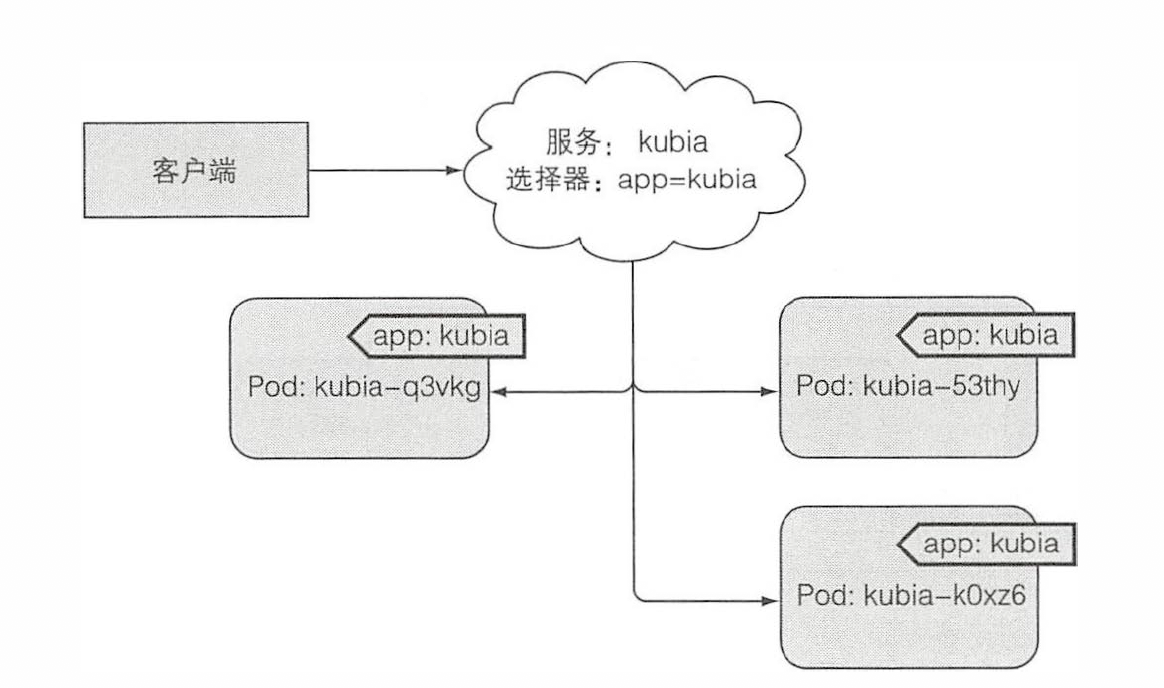 客户端
服务: kubia
选择器: app=kubia
app: kubia
Pod: kubia-q3vkg
app: kubia
Pod: kubia-53thy
app: kubia
Pod: kubia-k0xz6